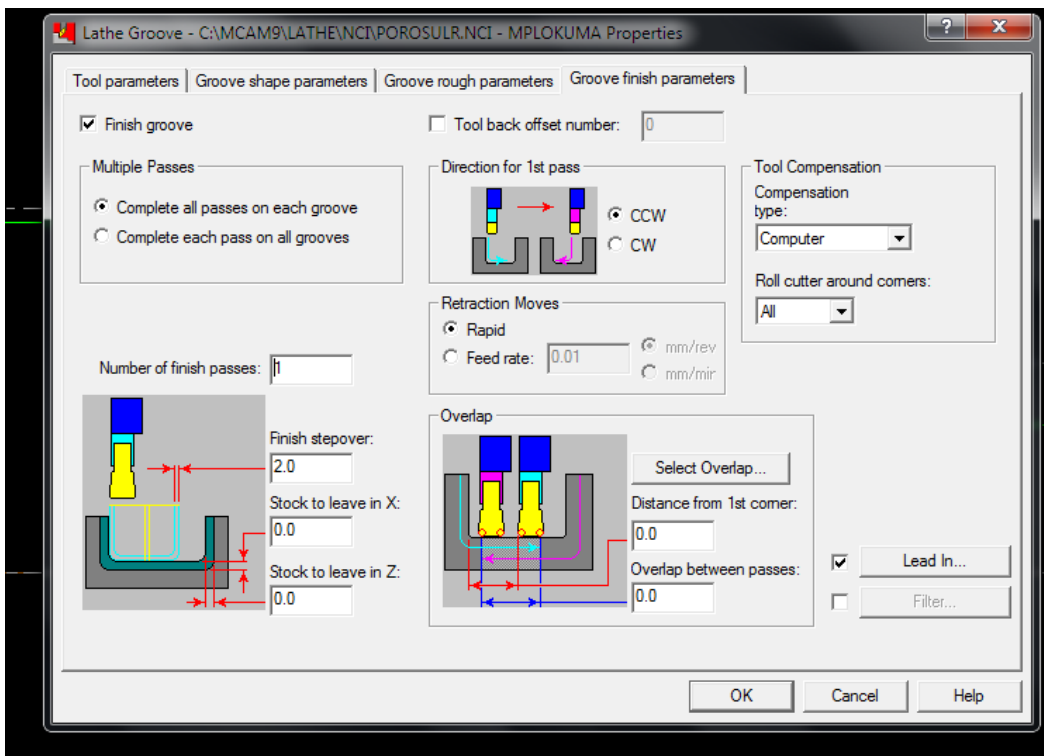 Lathe Groove - C:\MCAM9\LATHE\NCI\POROSULR.NCI - MPLOKUMA Properties
Tool parameters
Groove shape parameters
Groove rough parameters
Groove finish parameters
Finish groove
Tool back offset number:
0
Multiple Passes
Complete all passes on each groove
Complete each pass on all grooves
Direction for 1st pass
CCW
CW
Tool Compensation
Compensation
type:
Computer
Roll cutter around corners:
All
Retraction Moves
Rapid
Feed rate:
0.01
mm/rev
mm/mir
Number of finish passes:
1
Finish stepover:
2.0
Stock to leave in X:
0.0
Stock to leave in Z:
0.0
Overlap
Select Overlap...
Distance from 1st corner:
0.0
Overlap between passes:
0.0
Lead In...
Filter...
OK
Cancel
Help